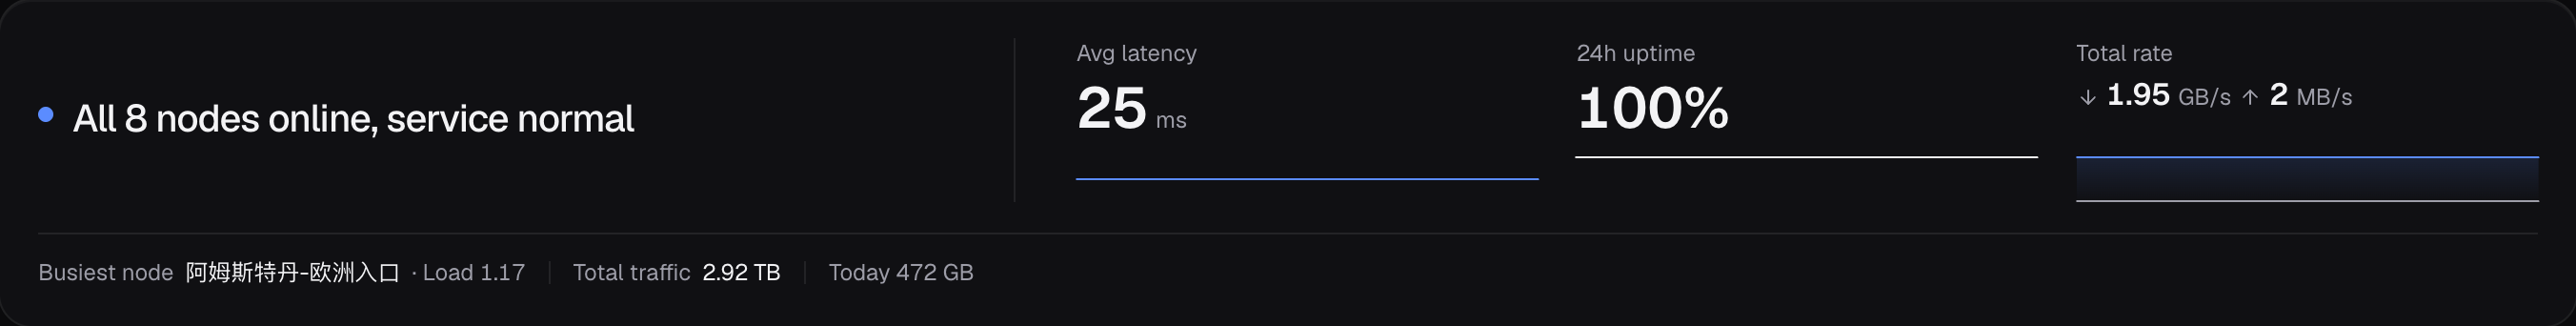 All 8 nodes online, service normal
Avg latency
25 ms
24h uptime
100%
Total rate
↓ 1.95 GB/s ↑ 2 MB/s
Busiest node 阿姆斯特丹-欧洲入口 · Load 1.17
Total traffic 2.92 TB
Today 472 GB